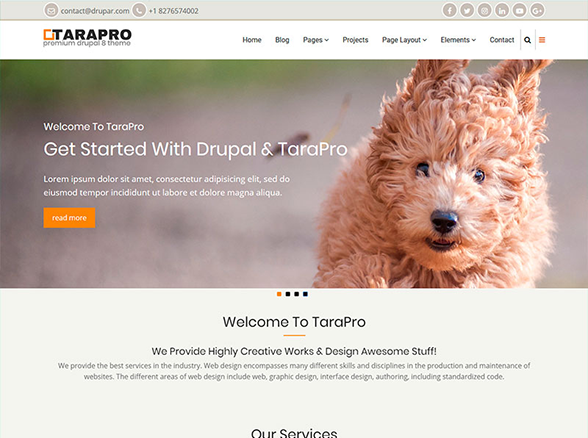 contact@drupar.com +1 8276574002
TARAPRO
premium drupal 8 theme
Home Blog Pages Projects Page Layout Elements Contact
Welcome To TaraPro
Get Started With Drupal & TaraPro
Lorem ipsum dolor sit amet, consectetur adipisicing elit, sed do
eiusmod tempor incididunt ut labore et dolore magna aliqua.
read more
Welcome To TaraPro
We Provide Highly Creative Works & Design Awesome Stuff!
We provide the best services in the industry. Web design encompasses many different skills and disciplines in the production and maintenance of
websites. The different areas of web design include web, graphic design, interface design, authoring, including standardized code.
Our Services